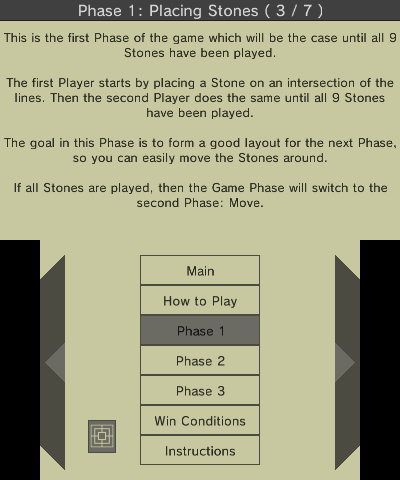 Phase 1: Placing Stones ( 3 / 7 )
This is the first Phase of the game which will be the case until all 9
Stones have been played.
The first Player starts by placing a Stone on an intersection of the
lines. Then the second Player does the same until all 9 Stones
have been played.
The goal in this Phase is to form a good layout for the next Phase,
so you can easily move the Stones around.
If all Stones are played, then the Game Phase will switch to the
second Phase: Move.
Main
How to Play
Phase 1
Phase 2
Phase 3
Win Conditions
Instructions